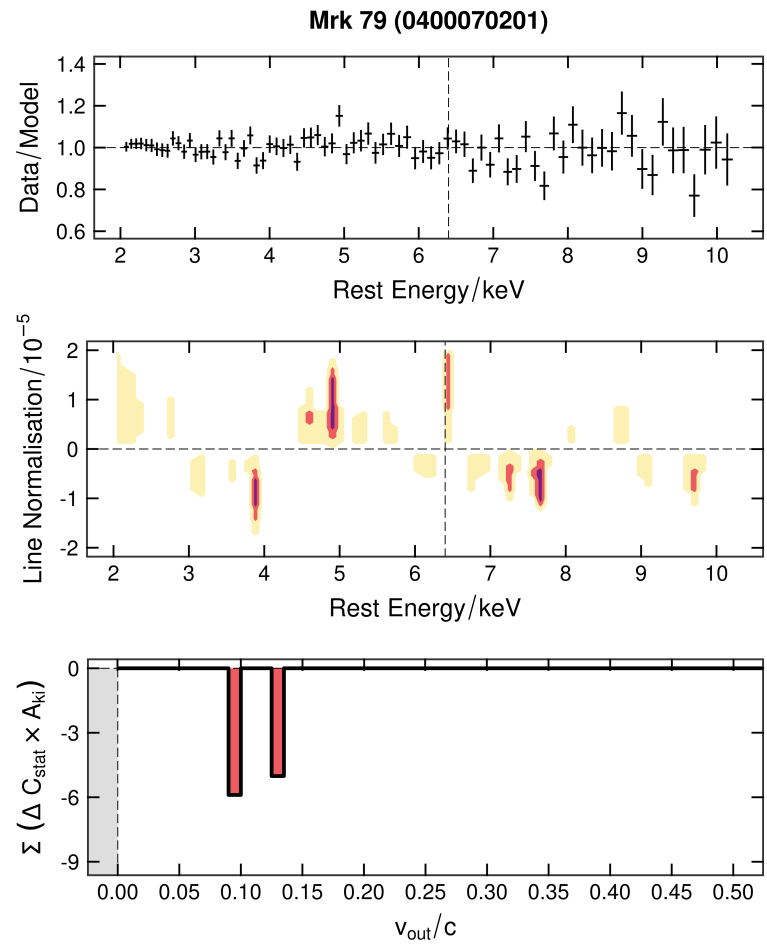 Mrk 79 (0400070201)
Data/Model
1.4
1.2
1.0
0.8
0.6
2 3 4 5 6 7 8 9 10
Rest Energy/keV
Line Normalisation/10⁻⁵
2
1
0
-1
-2
2 3 4 5 6 7 8 9 10
Rest Energy/keV
Σ (Δ C_stat × A_ki)
0
-3
-6
-9
0.00 0.05 0.10 0.15 0.20 0.25 0.30 0.35 0.40 0.45 0.50
v_out/c